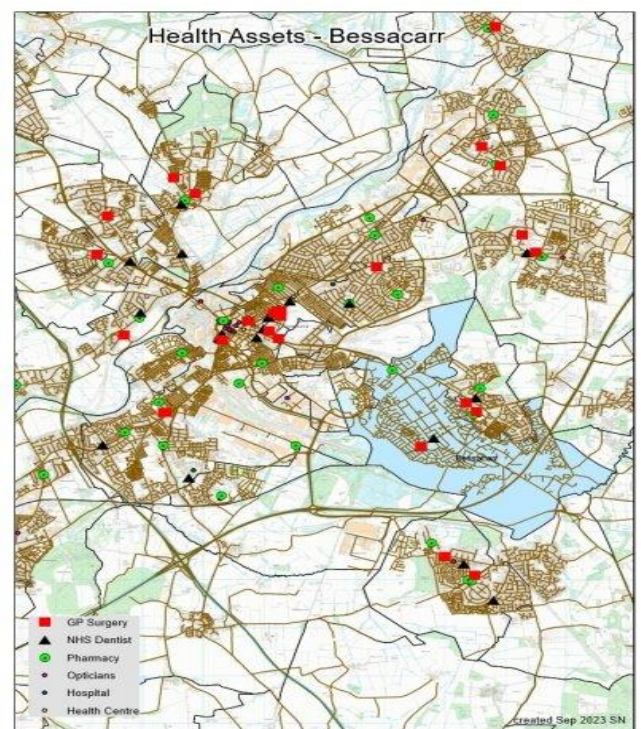 Health Assets - Bessacarr
Bessacarr
GP Surgery
NHS Dentist
Pharmacy
Opticians
Hospital
Health Centre
created Sep 2023 SN